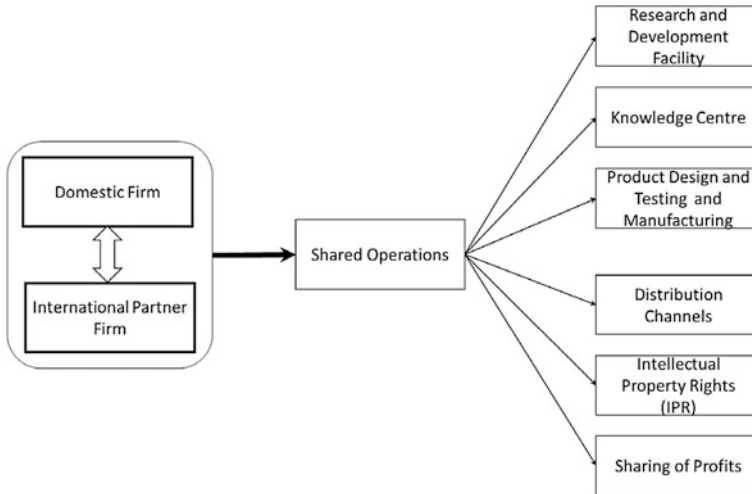 Domestic Firm
International Partner
Firm
Shared Operations
Research and
Development
Facility
Knowledge Centre
Product Design and
Testing and
Manufacturing
Distribution
Channels
Intellectual
Property Rights
(IPR)
Sharing of Profits